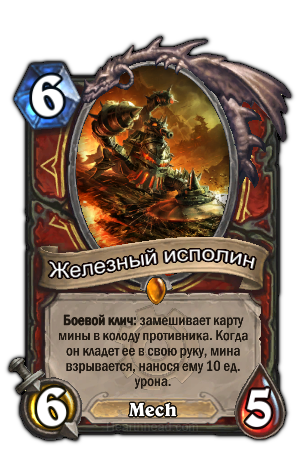 6
Железный исполин
Боевой клич: замешивает карту
мины в колоду противника. Когда
он кладет ее в свою руку, мина
взрывается, нанося ему 10 ед.
урона.
6
Mech
5